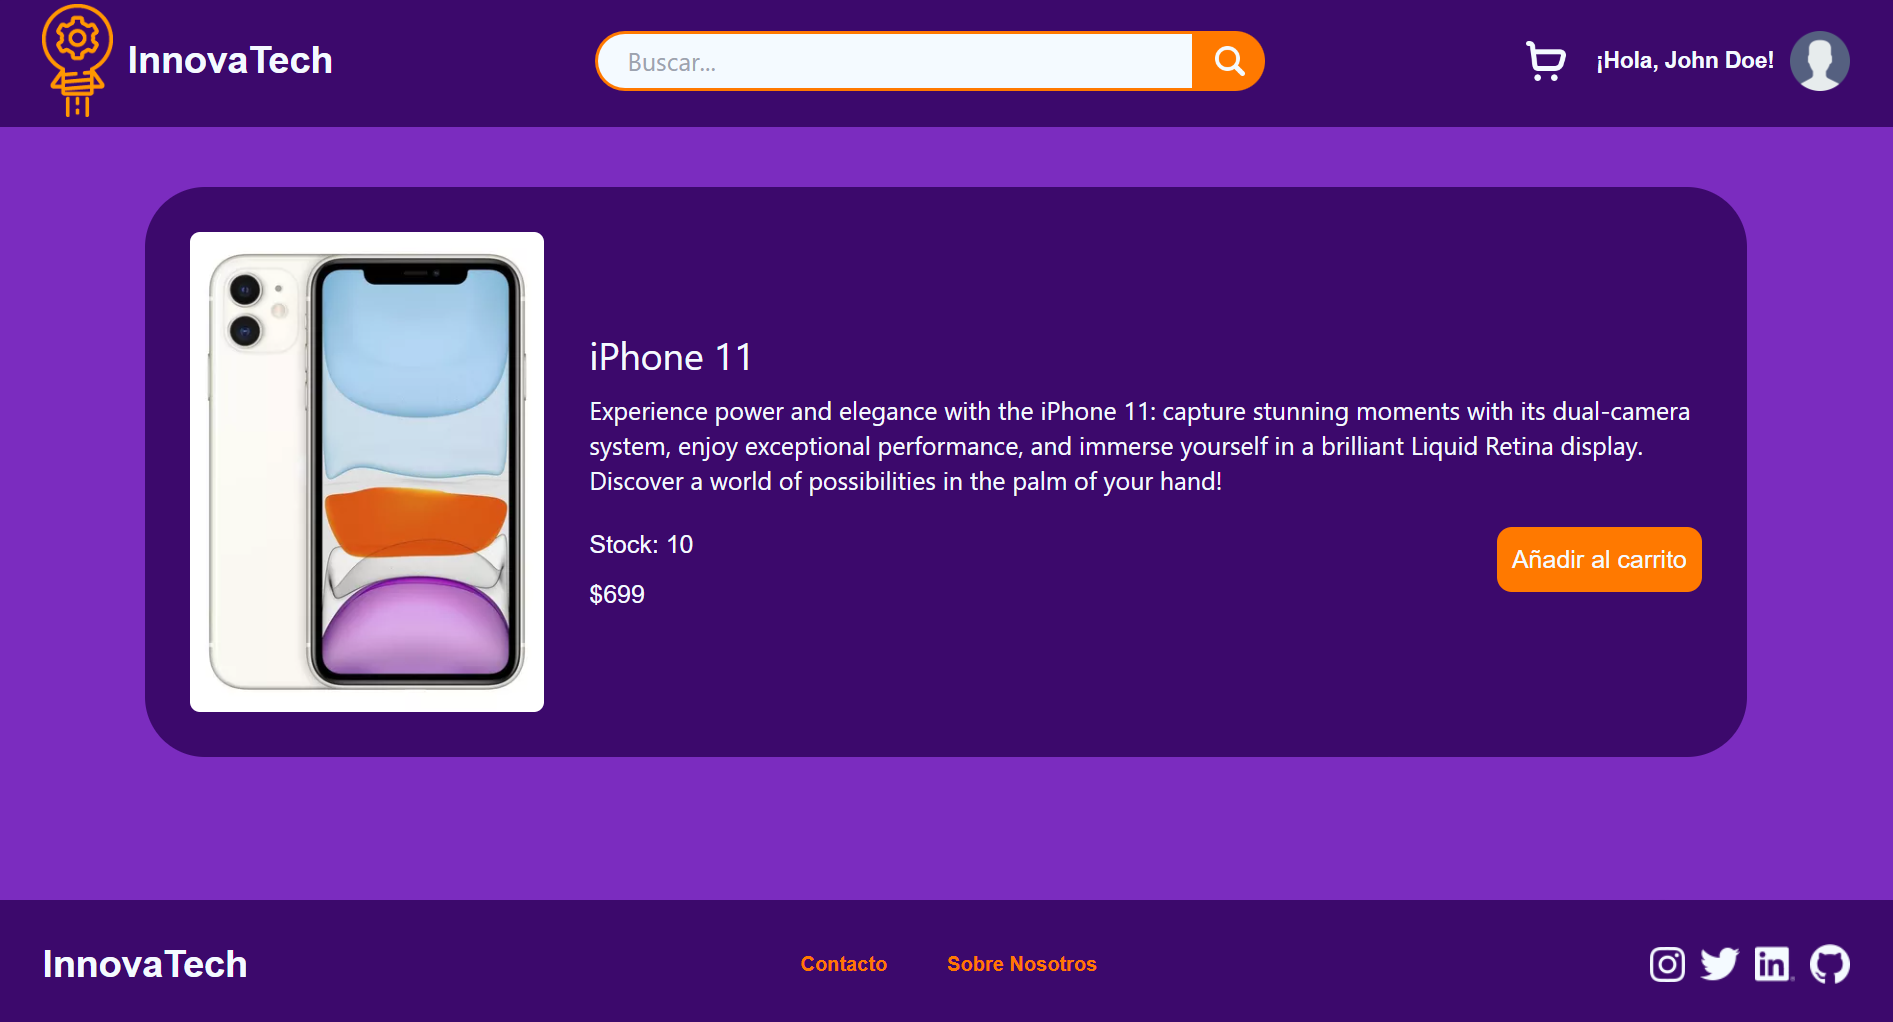 InnovaTech
Buscar...
¡Hola, John Doe!
iPhone 11
Experience power and elegance with the iPhone 11: capture stunning moments with its dual-camera
system, enjoy exceptional performance, and immerse yourself in a brilliant Liquid Retina display.
Discover a world of possibilities in the palm of your hand!
Stock: 10
Añadir al carrito
$699
InnovaTech
Contacto
Sobre Nosotros
in